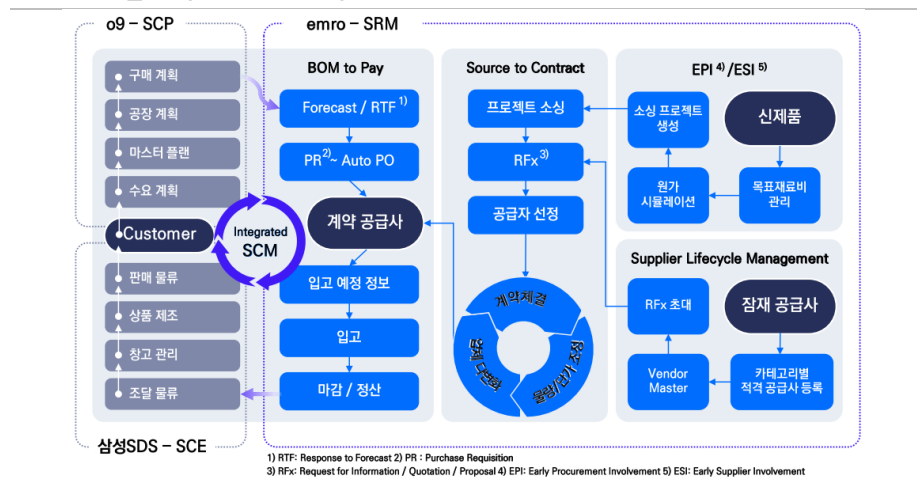 o9 – SCP
emro – SRM
구매 계획
공장 계획
마스터 플랜
수요 계획
Customer
판매 물류
상품 제조
창고 관리
조달 물류
삼성SDS – SCE
Integrated
SCM
BOM to Pay
Forecast / RTF 1)
PR2)~ Auto PO
계약 공급사
입고 예정 정보
입고
마감 / 정산
Source to Contract
프로젝트 소싱
RFx3)
공급자 선정
계약체결
물량/단가 조정
업체 다변화
EPI 4) /ESI 5)
소싱 프로젝트
생성
신제품
원가
시뮬레이션
목표재료비
관리
Supplier Lifecycle Management
RFx 초대
잠재 공급사
Vendor
Master
카테고리별
적격 공급사 등록
1) RTF: Response to Forecast 2) PR : Purchase Requisition
3) RFx: Request for Information / Quotation / Proposal 4) EPI: Early Procurement Involvement 5) ESI: Early Supplier Involvement